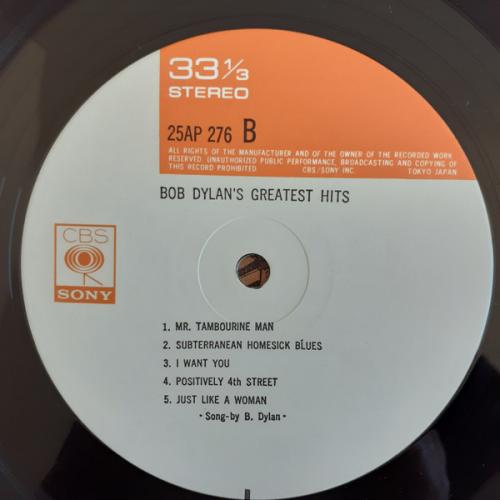 33 1/3
STEREO
25AP 276 B
ALL RIGHTS OF THE MANUFACTURER AND OF THE OWNER OF THE RECORDED WORK
RESERVED. UNAUTHORIZED PUBLIC PERFORMANCE, BROADCASTING AND COPYING OF
THIS RECORD PROHIBITED CBS/SONY INC. TOKYO JAPAN
BOB DYLAN'S GREATEST HITS
CBS
SONY
1. MR. TAMBOURINE MAN
2. SUBTERRANEAN HOMESICK BLUES
3. I WANT YOU
4. POSITIVELY 4th STREET
5. JUST LIKE A WOMAN
• Song-by B. Dylan •